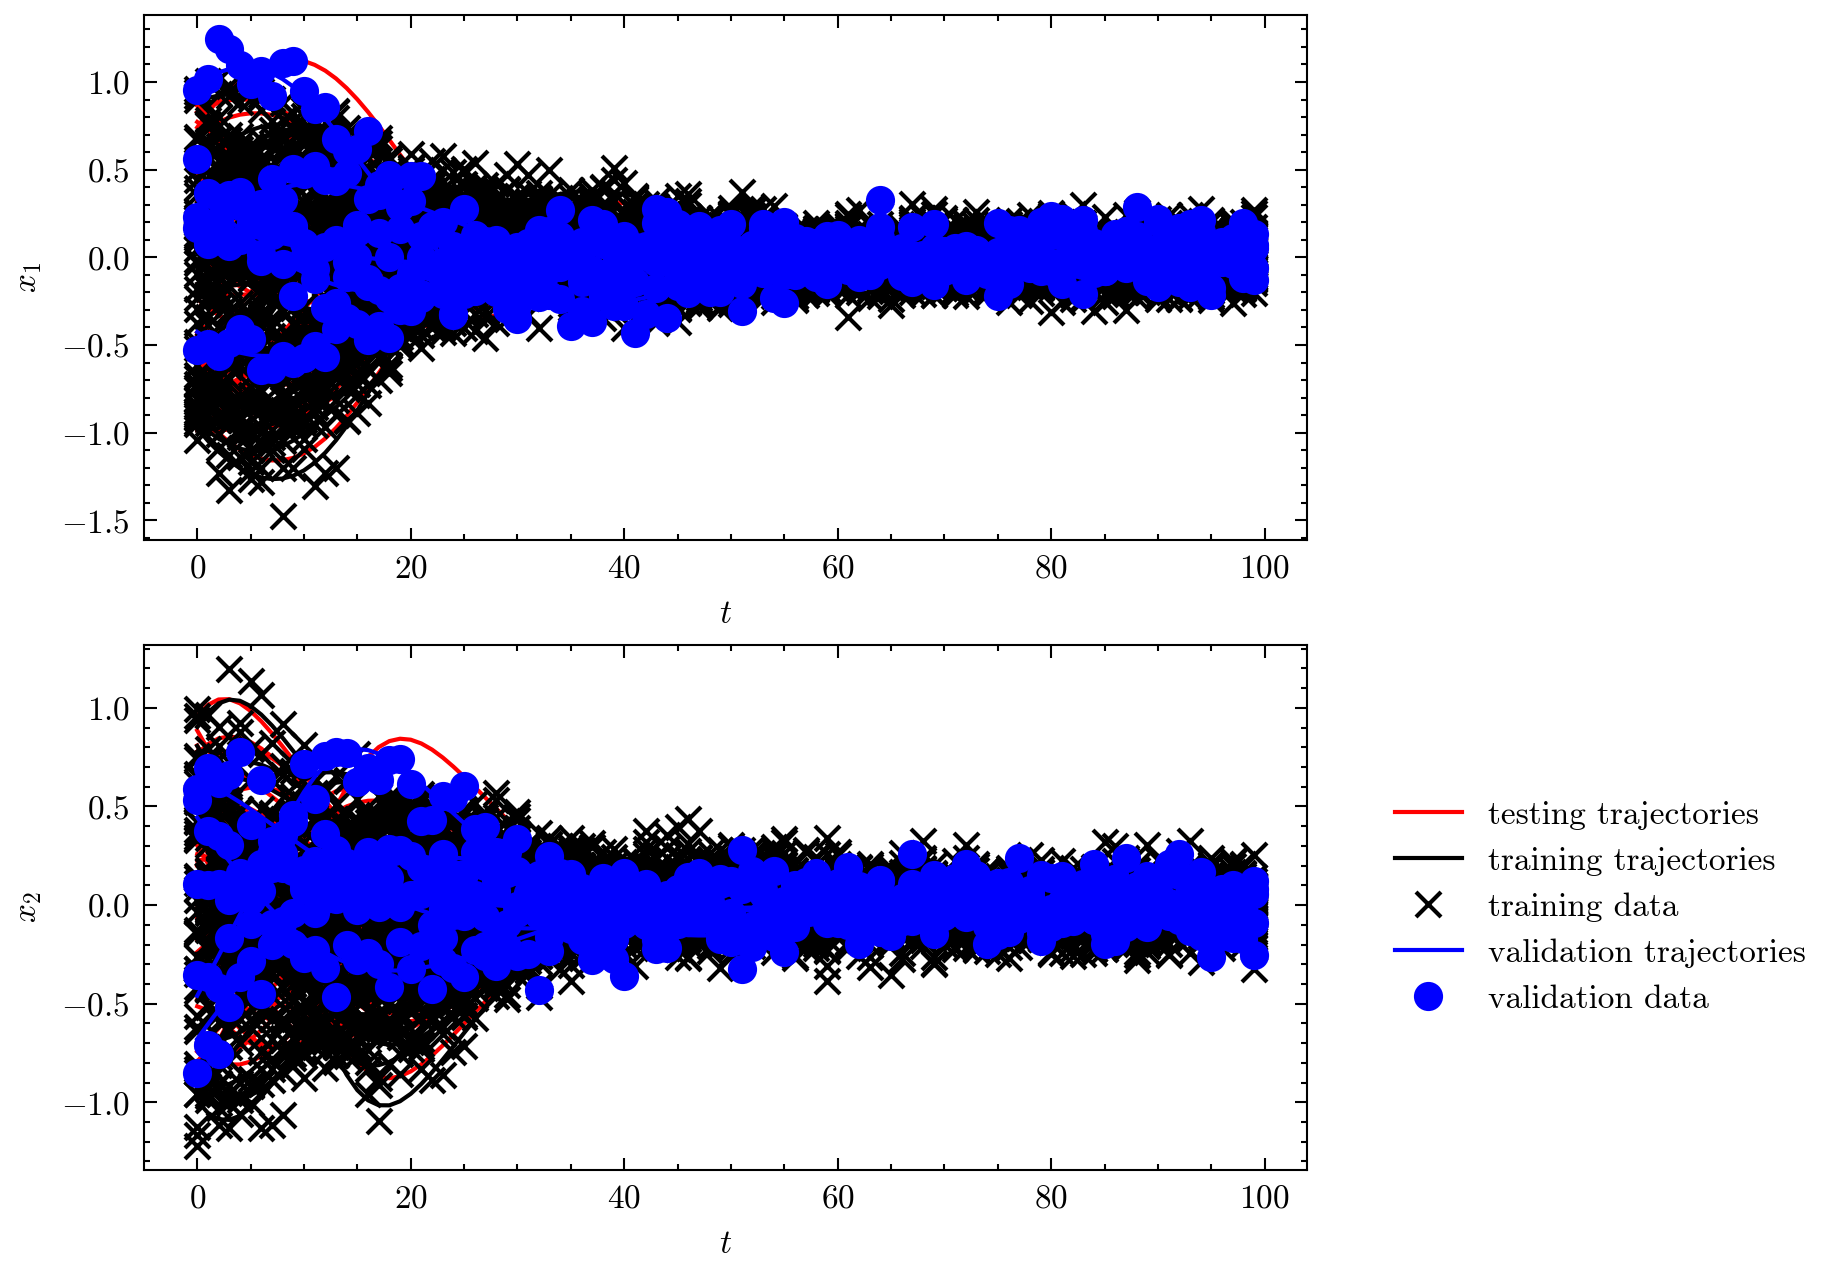 1.0
0.5
0.0
−0.5
−1.0
−1.5
x₁
0 20 40 60 80 100
t
1.0
0.5
0.0
−0.5
−1.0
x₂
0 20 40 60 80 100
t
testing trajectories
training trajectories
training data
validation trajectories
validation data